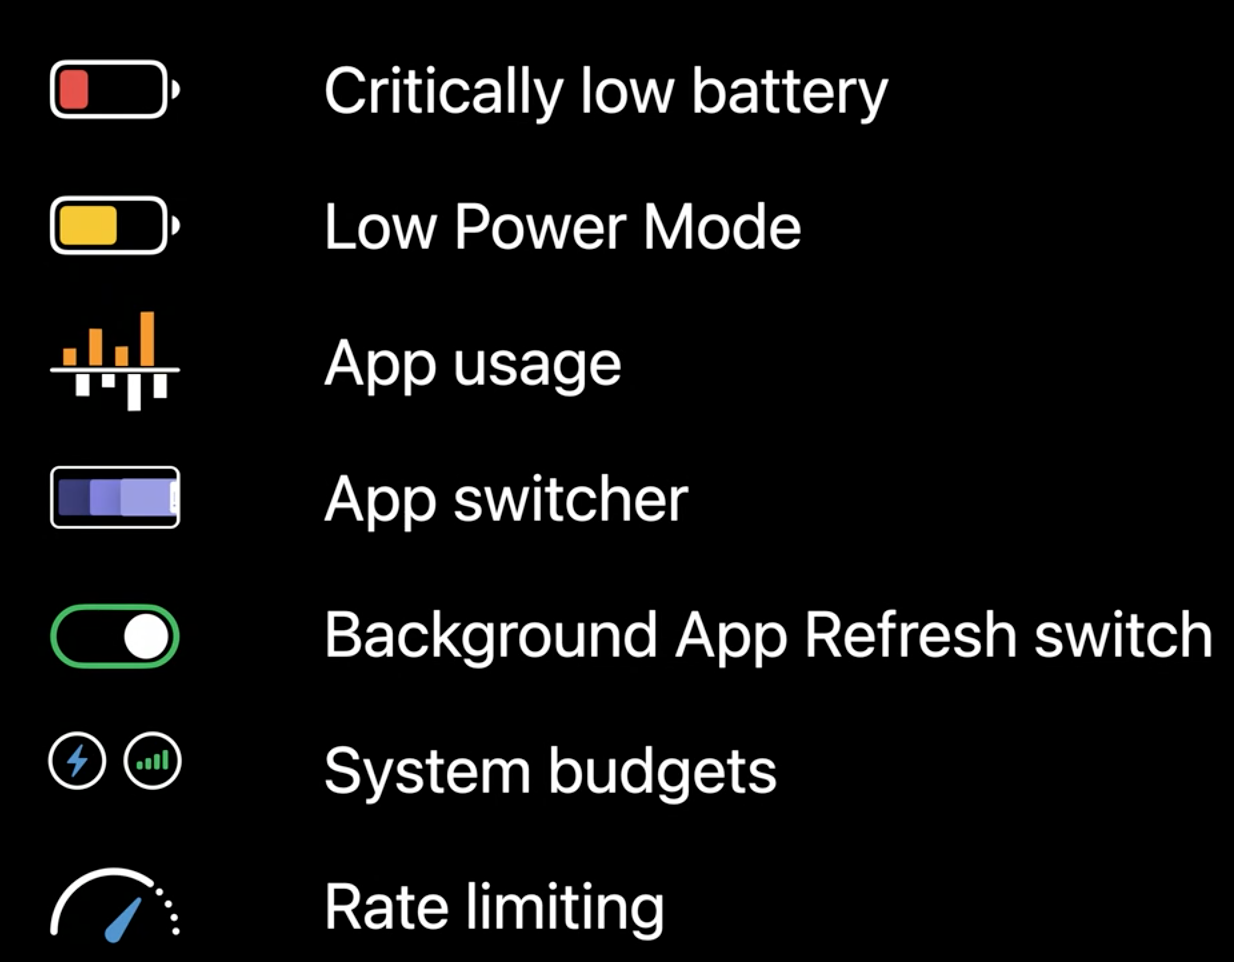 Critically low battery
Low Power Mode
App usage
App switcher
Background App Refresh switch
System budgets
Rate limiting